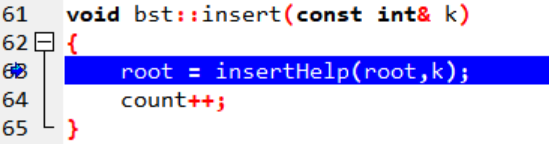 61 void bst::insert(const int& k)
62 {
63 root = insertHelp(root,k);
64 count++;
65 }